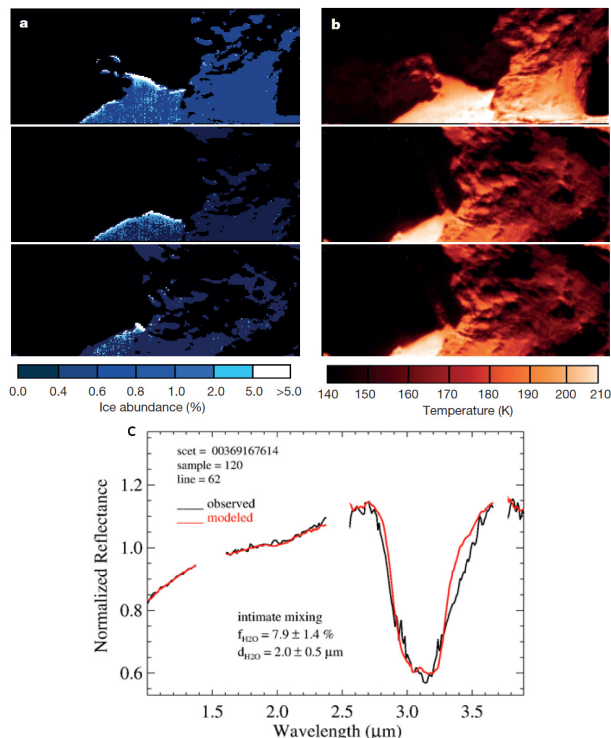 a
b
0.0 0.4 0.6 0.8 1.0 2.0 5.0 >5.0
Ice abundance (%)
140 150 160 170 180 190 200 210
Temperature (K)
c
scet = 00369167614
sample = 120
line = 62
observed
modeled
1.2
1.0
0.8
0.6
Normalized Reflectance
intimate mixing
fH2O = 7.9 ± 1.4 %
dH2O = 2.0 ± 0.5 μm
1.5 2.0 2.5 3.0 3.5
Wavelength (μm)